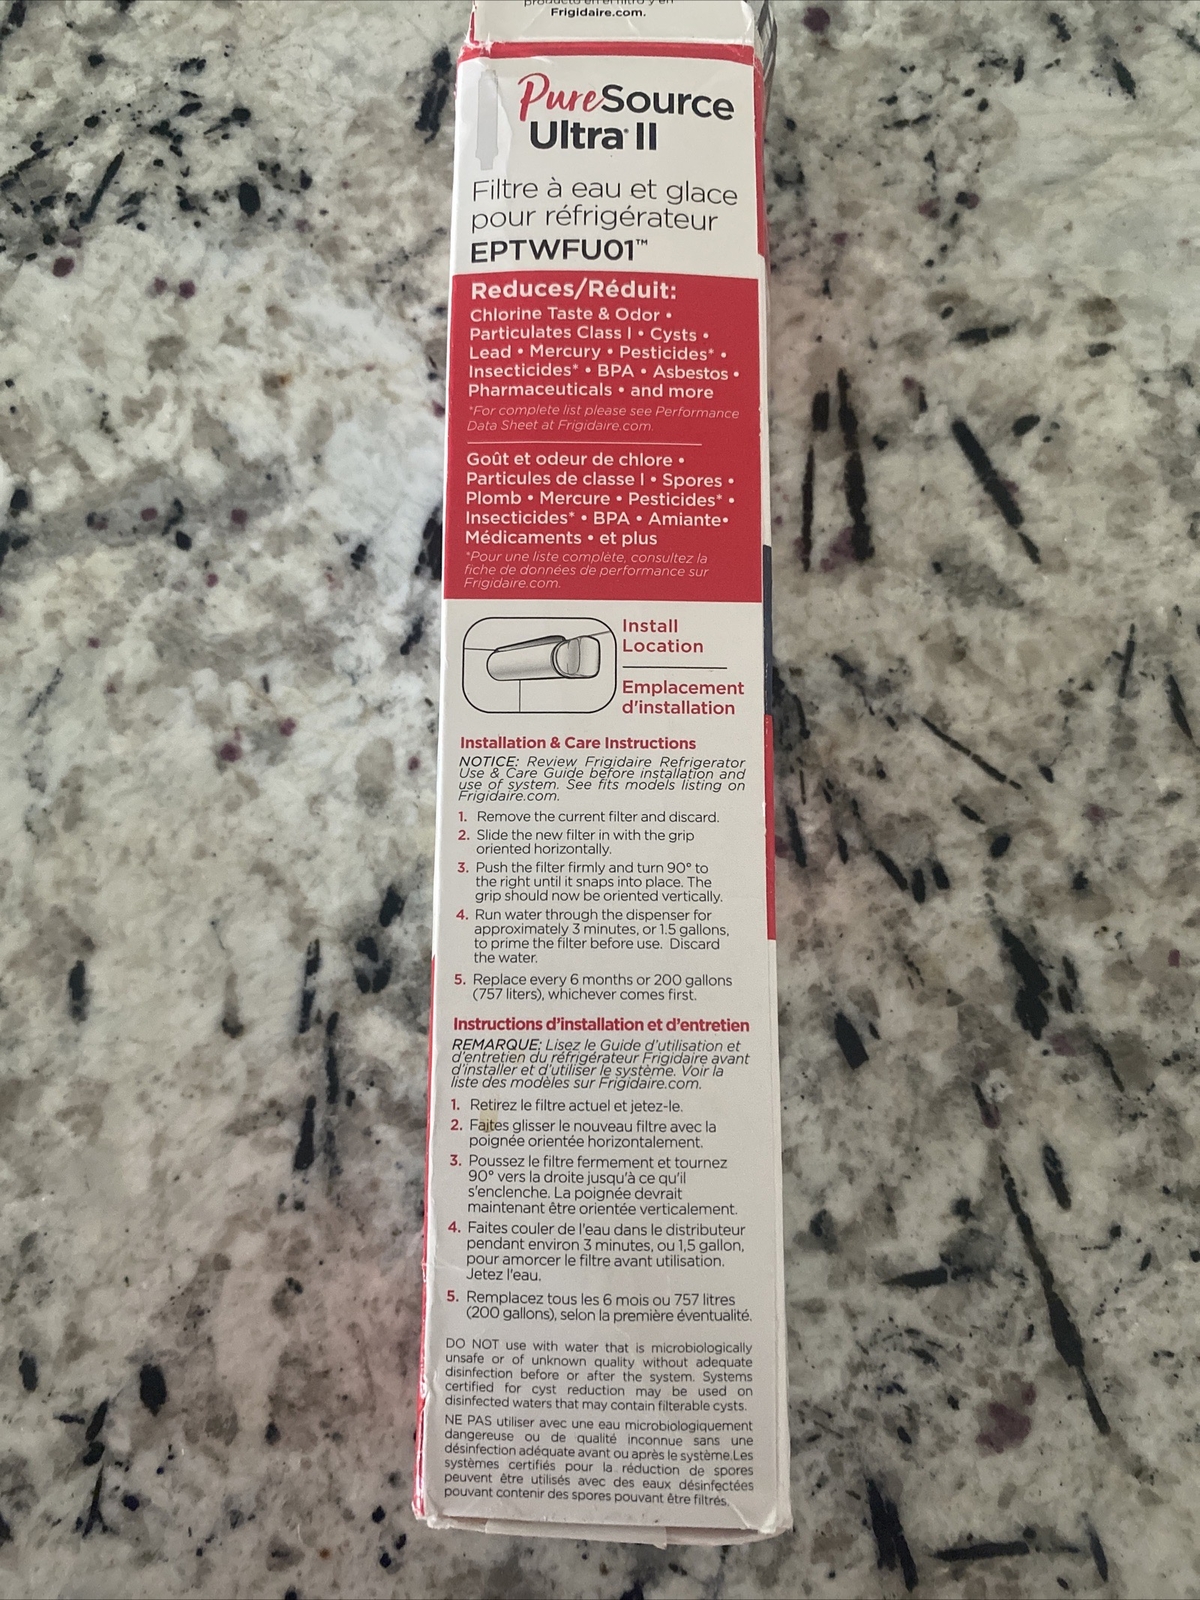 producto en el filtro y en
Frigidaire.com.
PureSource
Ultra II
Filtre à eau et glace
pour réfrigérateur
EPTWFU01™
Reduces/Réduit:
Chlorine Taste & Odor •
Particulates Class I • Cysts •
Lead • Mercury • Pesticides* •
Insecticides* • BPA • Asbestos •
Pharmaceuticals • and more
*For complete list please see Performance
Data Sheet at Frigidaire.com.
Goût et odeur de chlore •
Particules de classe I • Spores •
Plomb • Mercure • Pesticides* •
Insecticides* • BPA • Amiante•
Médicaments • et plus
*Pour une liste complète, consultez la
fiche de données de performance sur
Frigidaire.com.
Install
Location
Emplacement
d'installation
Installation & Care Instructions
NOTICE: Review Frigidaire Refrigerator
Use & Care Guide before installation and
use of system. See fits models listing on
Frigidaire.com.
1. Remove the current filter and discard.
2. Slide the new filter in with the grip
oriented horizontally.
3. Push the filter firmly and turn 90° to
the right until it snaps into place. The
grip should now be oriented vertically.
4. Run water through the dispenser for
approximately 3 minutes, or 1.5 gallons,
to prime the filter before use. Discard
the water.
5. Replace every 6 months or 200 gallons
(757 liters), whichever comes first.
Instructions d'installation et d'entretien
REMARQUE: Lisez le Guide d'utilisation et
d'entretien du réfrigérateur Frigidaire avant
d'installer et d'utiliser le système. Voir la
liste des modèles sur Frigidaire.com.
1. Retirez le filtre actuel et jetez-le.
2. Faites glisser le nouveau filtre avec la
poignée orientée horizontalement.
3. Poussez le filtre fermement et tournez
90° vers la droite jusqu'à ce qu'il
s'enclenche. La poignée devrait
maintenant être orientée verticalement.
4. Faites couler de l'eau dans le distributeur
pendant environ 3 minutes, ou 1,5 gallon,
pour amorcer le filtre avant utilisation.
Jetez l'eau.
5. Remplacez tous les 6 mois ou 757 litres
(200 gallons), selon la première éventualité.
DO NOT use with water that is microbiologically
unsafe or of unknown quality without adequate
disinfection before or after the system. Systems
certified for cyst reduction may be used on
disinfected waters that may contain filterable cysts.
NE PAS utiliser avec une eau microbiologiquement
dangereuse ou de qualité inconnue sans une
désinfection adéquate avant ou après le système.Les
systèmes certifiés pour la réduction de spores
peuvent être utilisés avec des eaux désinfectées
pouvant contenir des spores pouvant être filtrés.